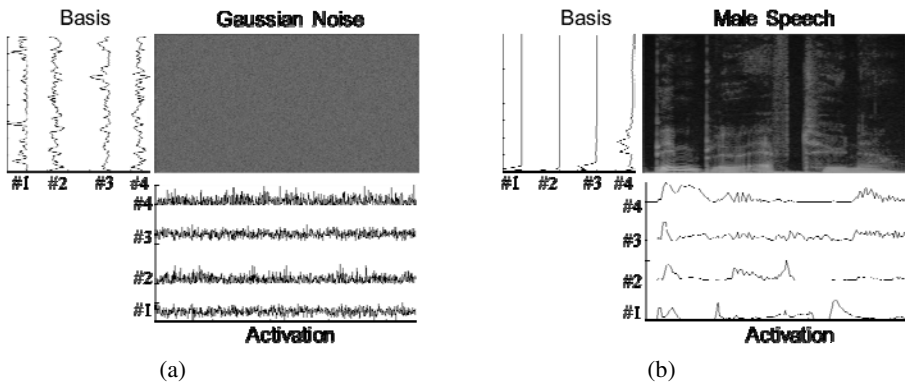 Basis
Gaussian Noise
#1 #2 #3 #4
#4
#3
#2
#1
Activation
(a)
Basis
Male Speech
#1 #2 #3 #4
#4
#3
#2
#1
Activation
(b)